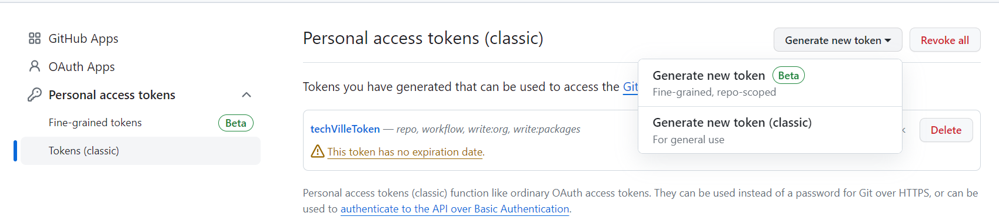 GitHub Apps
OAuth Apps
Personal access tokens
Fine-grained tokens Beta
Tokens (classic)
Personal access tokens (classic)
Generate new token
Revoke all
Generate new token Beta
Fine-grained, repo-scoped
Generate new token (classic)
For general use
Tokens you have generated that can be used to access the Git
techVilleToken — repo, workflow, write:org, write:packages
Delete
This token has no expiration date.
Personal access tokens (classic) function like ordinary OAuth access tokens. They can be used instead of a password for Git over HTTPS, or can be
used to authenticate to the API over Basic Authentication.